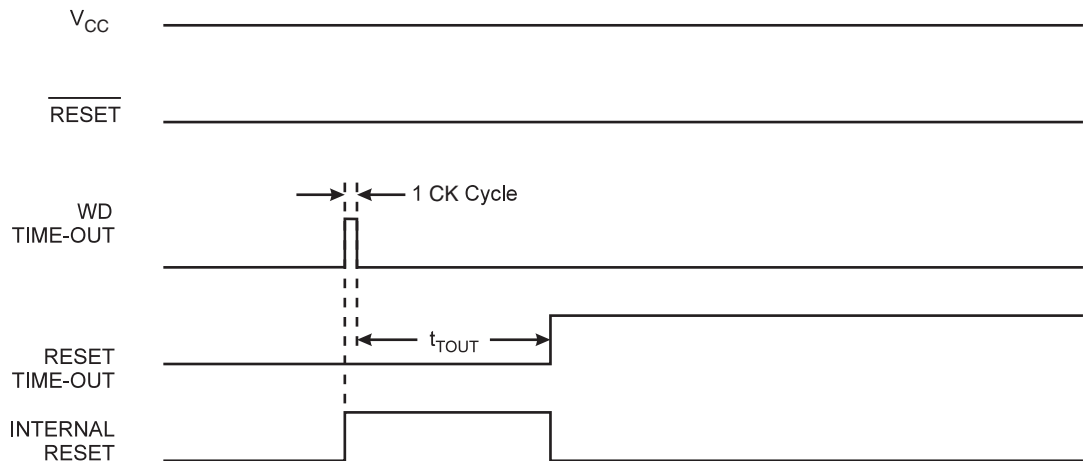 VCC
RESET
1 CK Cycle
WD
TIME-OUT
tTOUT
RESET
TIME-OUT
INTERNAL
RESET